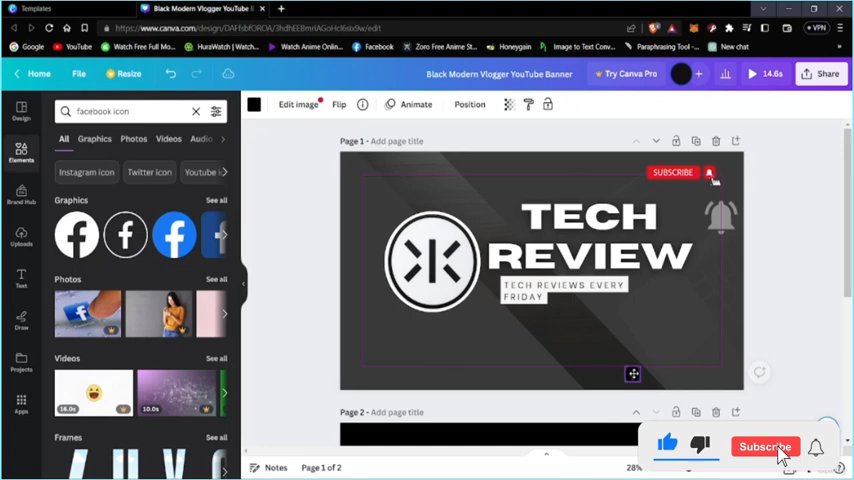 Templates
Black Modern Vlogger YouTube B
https://www.canva.com/design/
/edit
VPN
Google
YouTube
Watch Free Full Mo...
HuraWatch | Watch...
Watch Anime Onlin...
Facebook
Zoro Free Anime St...
Honeygain
Image to Text Conv...
Paraphrasing Tool -...
New chat
Home
File
Resize
Black Modern Vlogger YouTube Banner
Try Canva Pro
14.6s
Share
Design
Elements
Brand Hub
Uploads
Text
Draw
Projects
Apps
facebook icon
All
Graphics
Photos
Videos
Audio
Instagram icon
Twitter icon
Youtube i
Graphics
See all
Photos
See all
Videos
See all
16.0s
10.0s
Frames
See all
Edit image
Flip
Animate
Position
Page 1 - Add page title
SUBSCRIBE
TECH
REVIEW
TECH REVIEWS EVERY
FRIDAY
Page 2 - Add page title
Subscribe
Notes
Page 1 of 2
28%